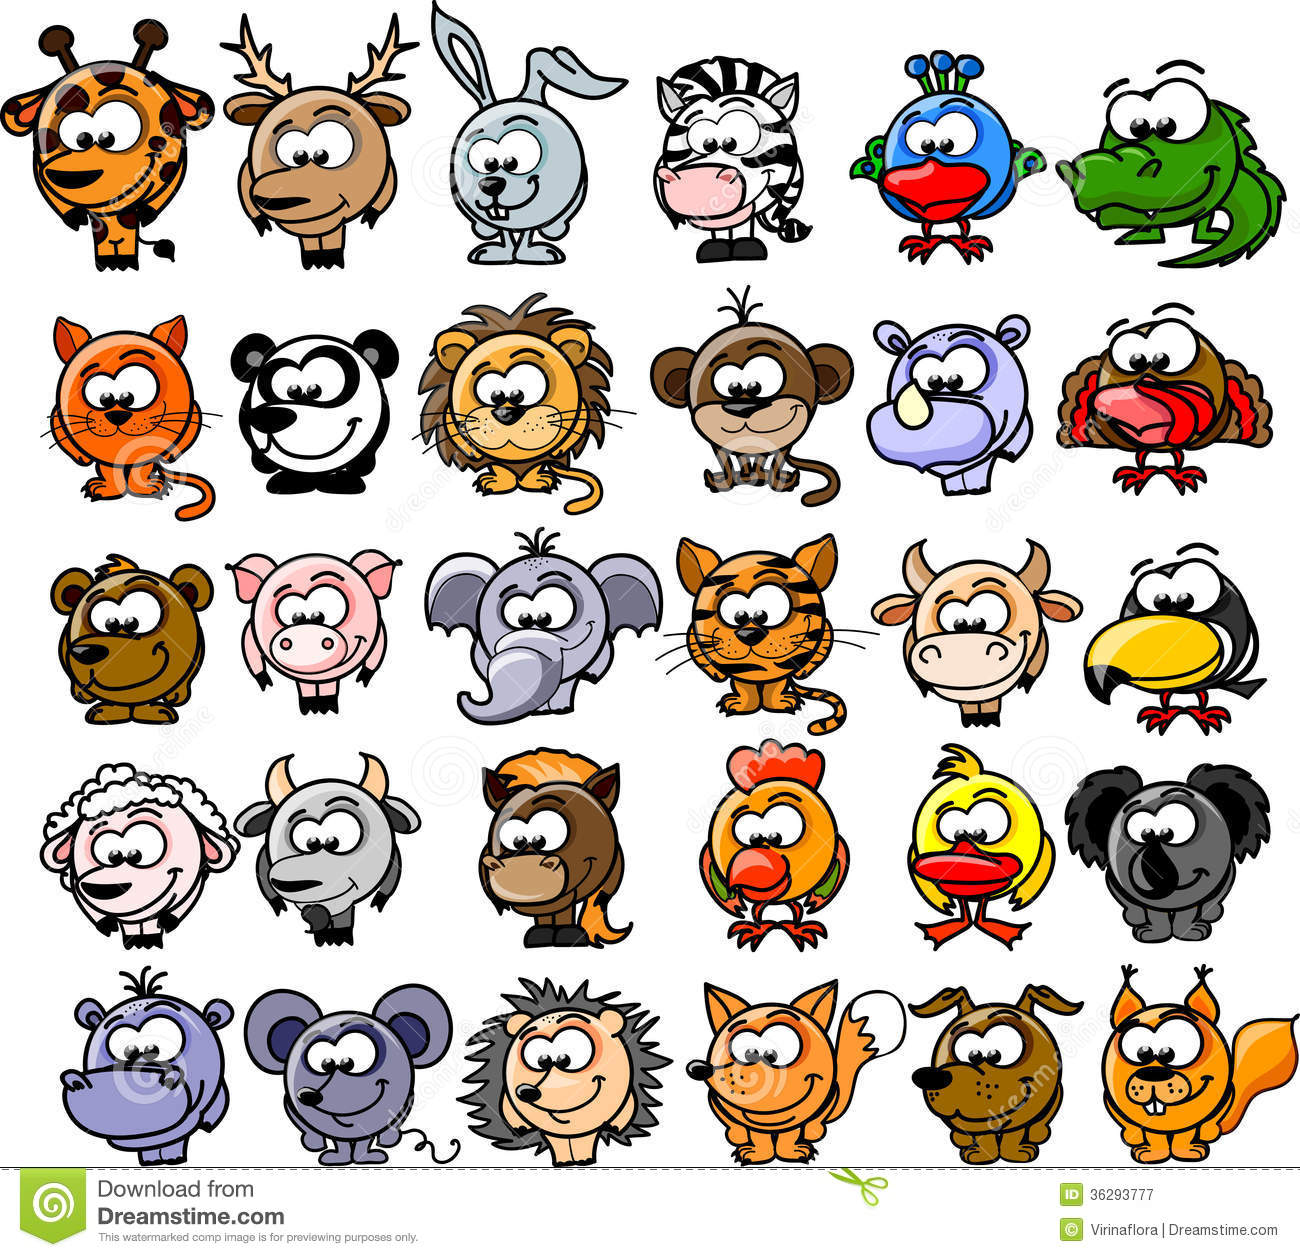 Download from
Dreamstime.com
This watermarked comp image is for previewing purposes only.
ID 36293777
© Virinaflora | Dreamstime.com